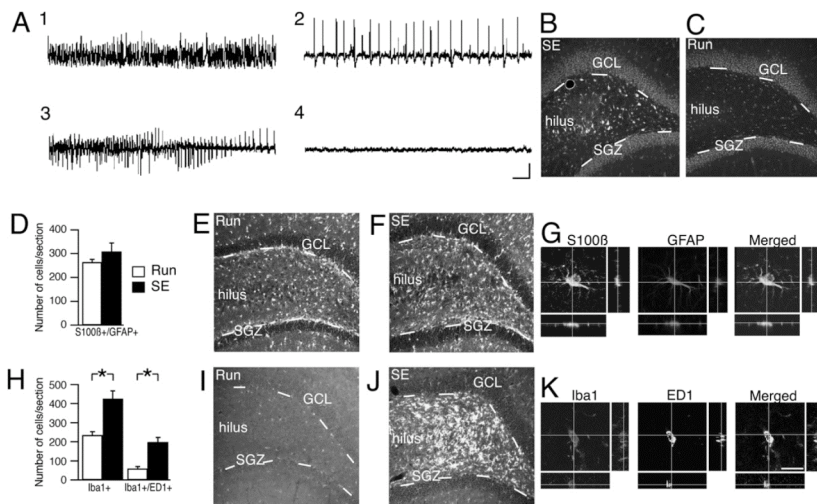 A
1
2
3
4
B
SE
GCL
hilus
SGZ
C
Run
GCL
hilus
SGZ
D
Number of cells/section
400
300
200
100
0
S100ß+/GFAP+
Run
SE
E
Run
GCL
hilus
SGZ
F
SE
GCL
hilus
SGZ
G
S100ß
GFAP
Merged
H
Number of cells/section
500
400
300
200
100
0
*
*
Iba1+
Iba1+/ED1+
I
Run
GCL
hilus
SGZ
J
SE
GCL
hilus
SGZ
K
Iba1
ED1
Merged